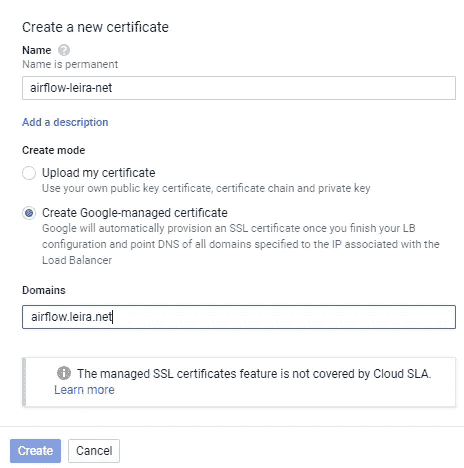 Create a new certificate
Name ?
Name is permanent
airflow-leira-net
Add a description
Create mode
Upload my certificate
Use your own public key certificate, certificate chain and private key
Create Google-managed certificate
Google will automatically provision an SSL certificate once you finish your LB
configuration and point DNS of all domains specified to the IP associated with the
Load Balancer
Domains
airflow.leira.net
The managed SSL certificates feature is not covered by Cloud SLA.
Learn more
Create Cancel